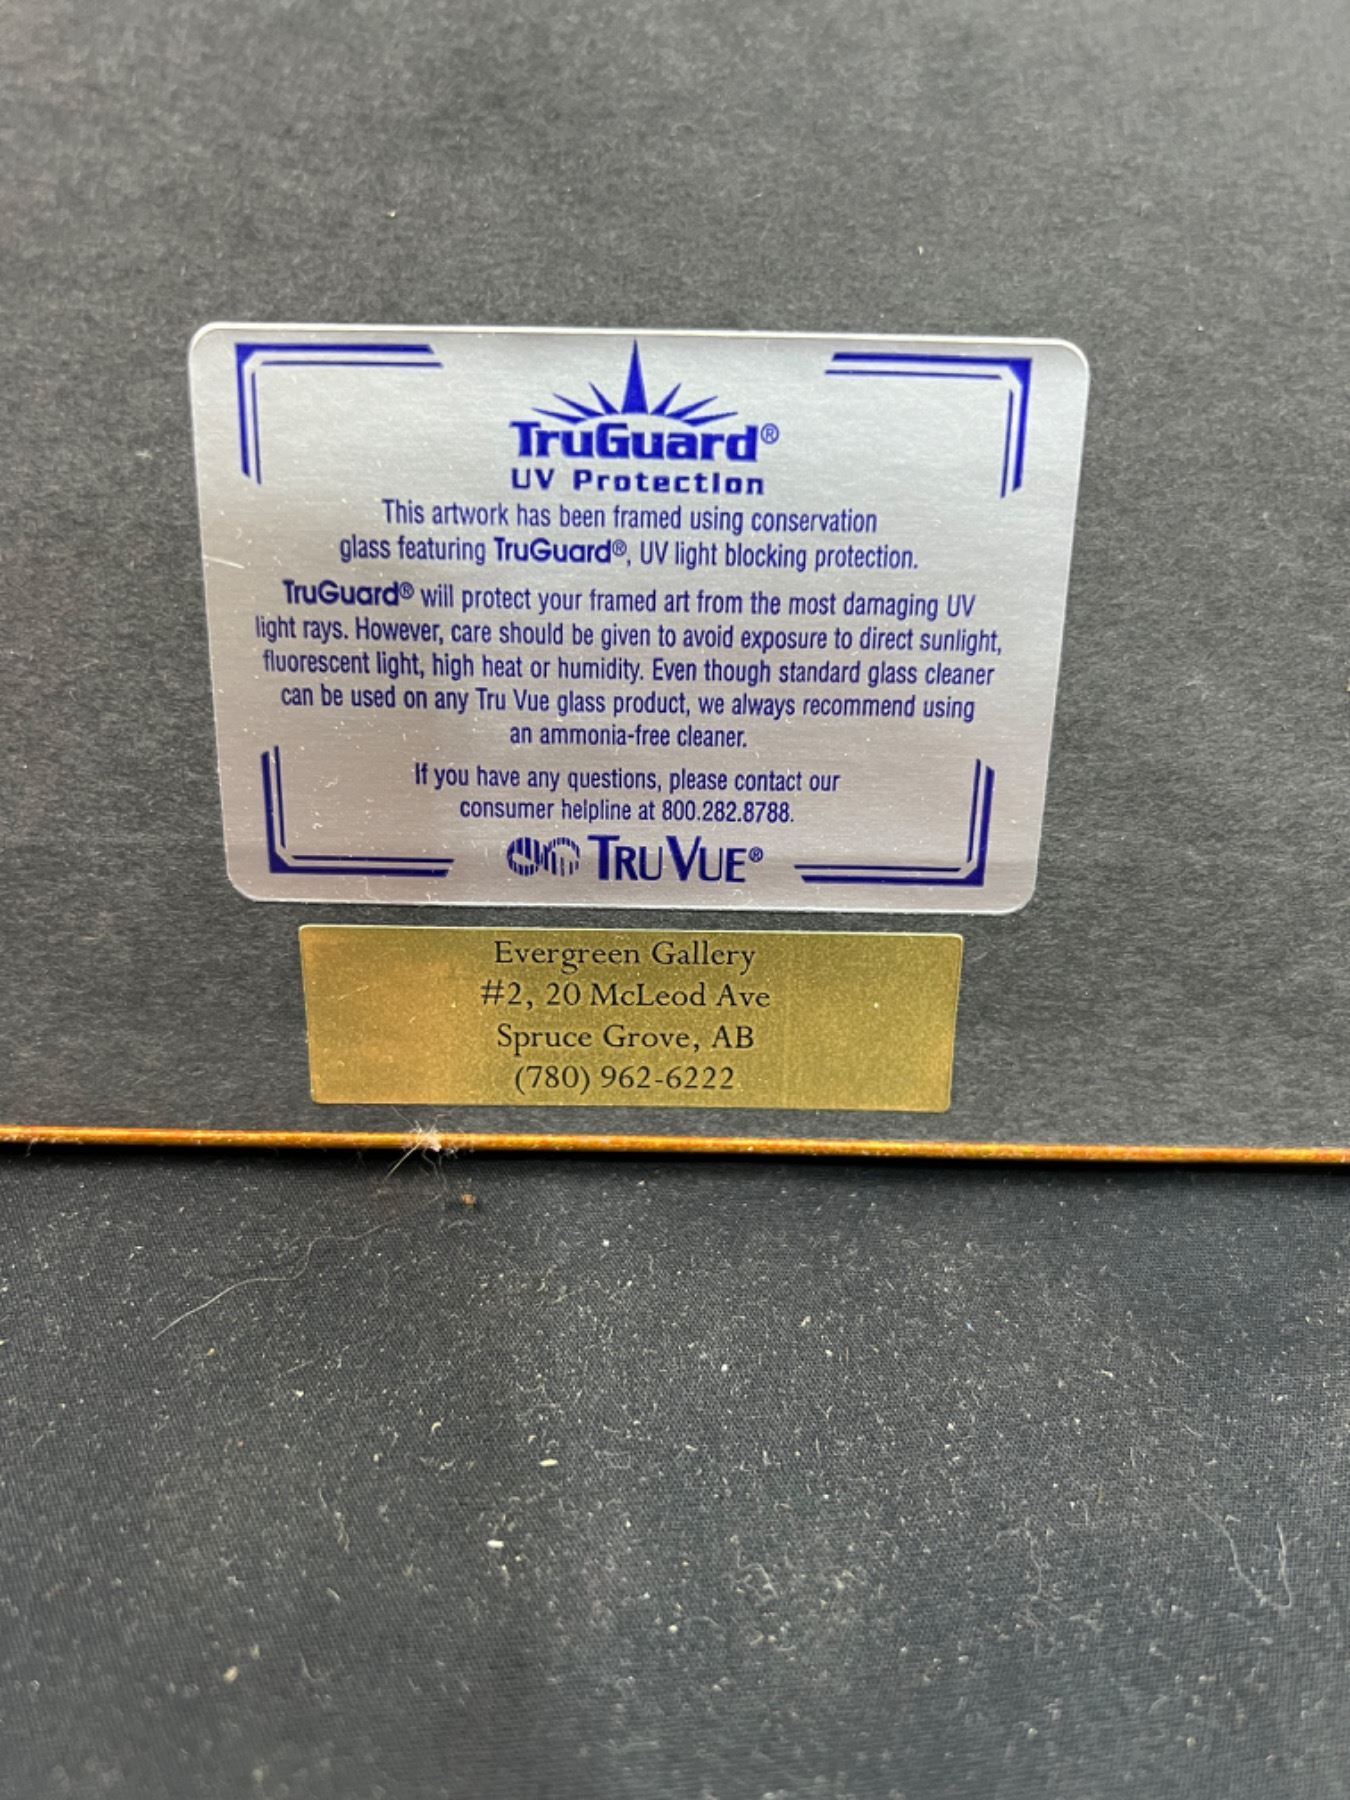 TruGuard®
UV Protection
This artwork has been framed using conservation
glass featuring TruGuard®, UV light blocking protection.
TruGuard® will protect your framed art from the most damaging UV
light rays. However, care should be given to avoid exposure to direct sunlight,
fluorescent light, high heat or humidity. Even though standard glass cleaner
can be used on any Tru Vue glass product, we always recommend using
an ammonia-free cleaner.
If you have any questions, please contact our
consumer helpline at 800.282.8788.
TRU VUE®
Evergreen Gallery
#2, 20 McLeod Ave
Spruce Grove, AB
(780) 962-6222